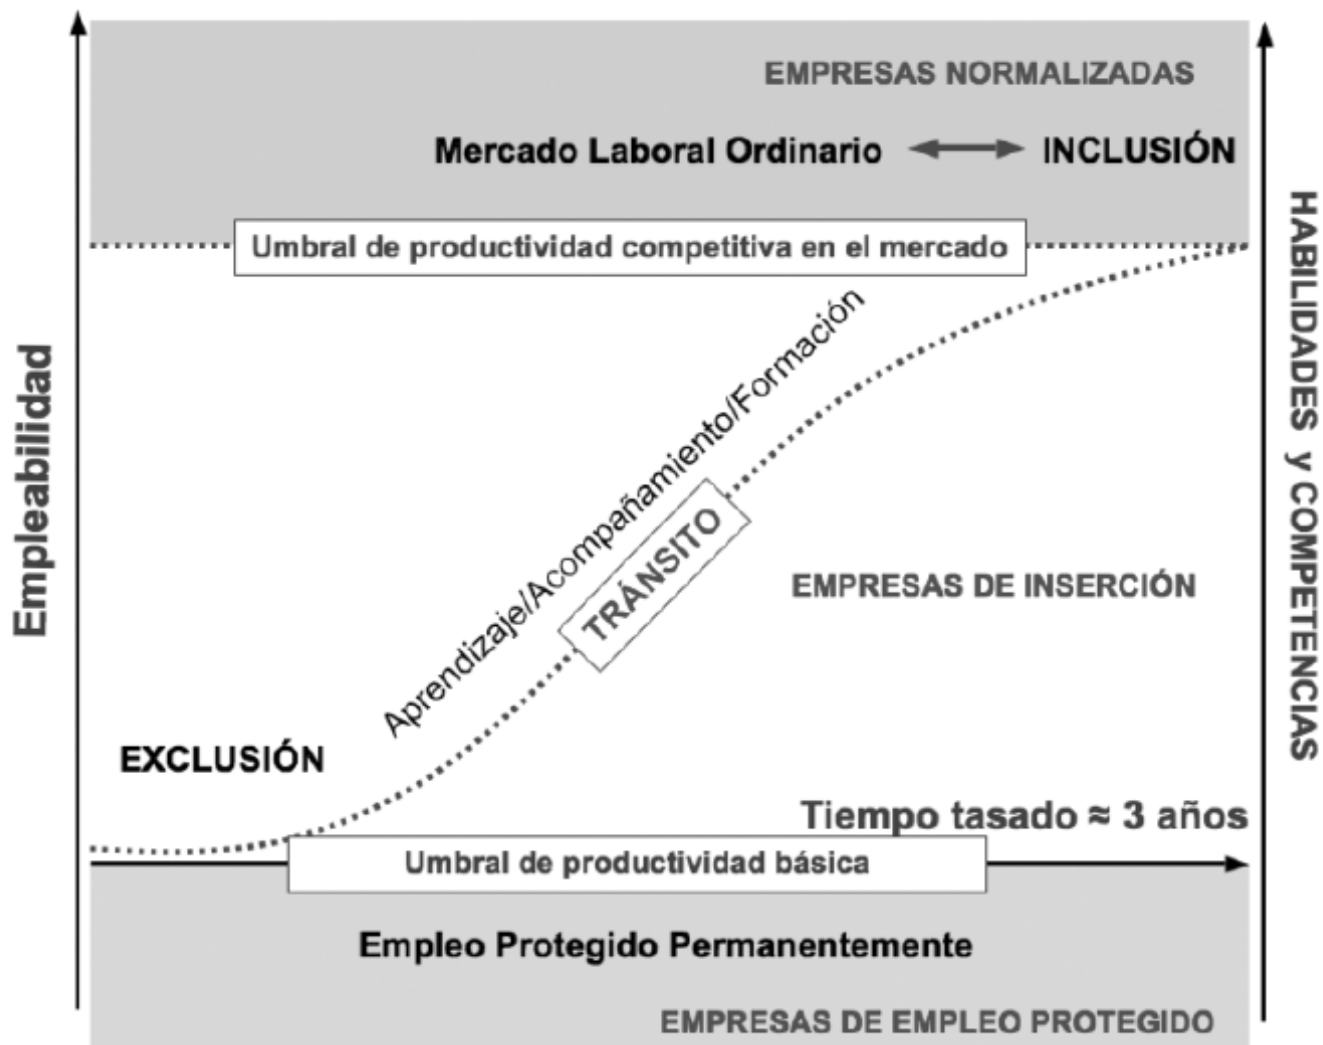 EMPRESAS NORMALIZADAS
Mercado Laboral Ordinario
INCLUSIÓN
Umbral de productividad competitiva en el mercado
Empleabilidad
HABILIDADES y COMPETENCIAS
Aprendizaje/Acompañamiento/Formación
TRÁNSITO
EMPRESAS DE INSERCIÓN
EXCLUSIÓN
Tiempo tasado ≈ 3 años
Umbral de productividad básica
Empleo Protegido Permanentemente
EMPRESAS DE EMPLEO PROTEGIDO